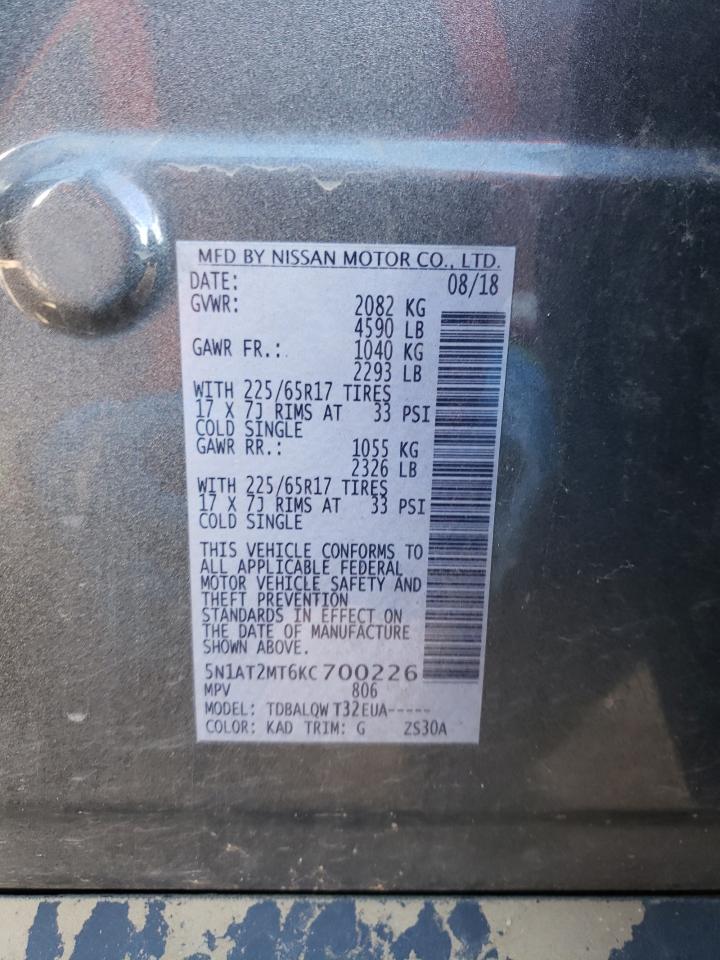 MFD BY NISSAN MOTOR CO., LTD.
DATE: 08/18
GVWR: 2082 KG
4590 LB
GAWR FR.: 1040 KG
2293 LB
WITH 225/65R17 TIRES
17 X 7J RIMS AT 33 PSI
COLD SINGLE
GAWR RR.: 1055 KG
2326 LB
WITH 225/65R17 TIRES
17 X 7J RIMS AT 33 PSI
COLD SINGLE
THIS VEHICLE CONFORMS TO
ALL APPLICABLE FEDERAL
MOTOR VEHICLE SAFETY AND
THEFT PREVENTION
STANDARDS IN EFFECT ON
THE DATE OF MANUFACTURE
SHOWN ABOVE.
5N1AT2MT6KC700226
MPV 806
MODEL: TDBALQW T32EUA-----
COLOR: KAD TRIM: G ZS30A